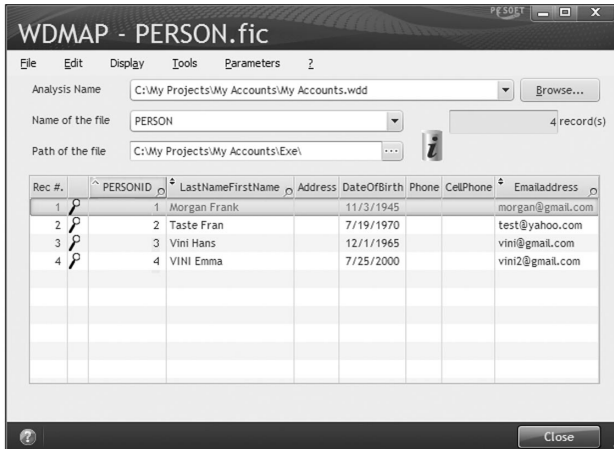 PC SOFT
WDMAP - PERSON.fic
File Edit Display Tools Parameters ?
Analysis Name C:\My Projects\My Accounts\My Accounts.wdd Browse...
Name of the file PERSON 4 record(s)
Path of the file C:\My Projects\My Accounts\Exe\ ... i
Rec #. PERSONID LastNameFirstName Address DateOfBirth Phone CellPhone Emailaddress
1 1 Morgan Frank 11/3/1945 morgan@gmail.com
2 2 Taste Fran 7/19/1970 test@yahoo.com
3 3 Vini Hans 12/1/1965 vini@gmail.com
4 4 VINI Emma 7/25/2000 vini2@gmail.com
? Close